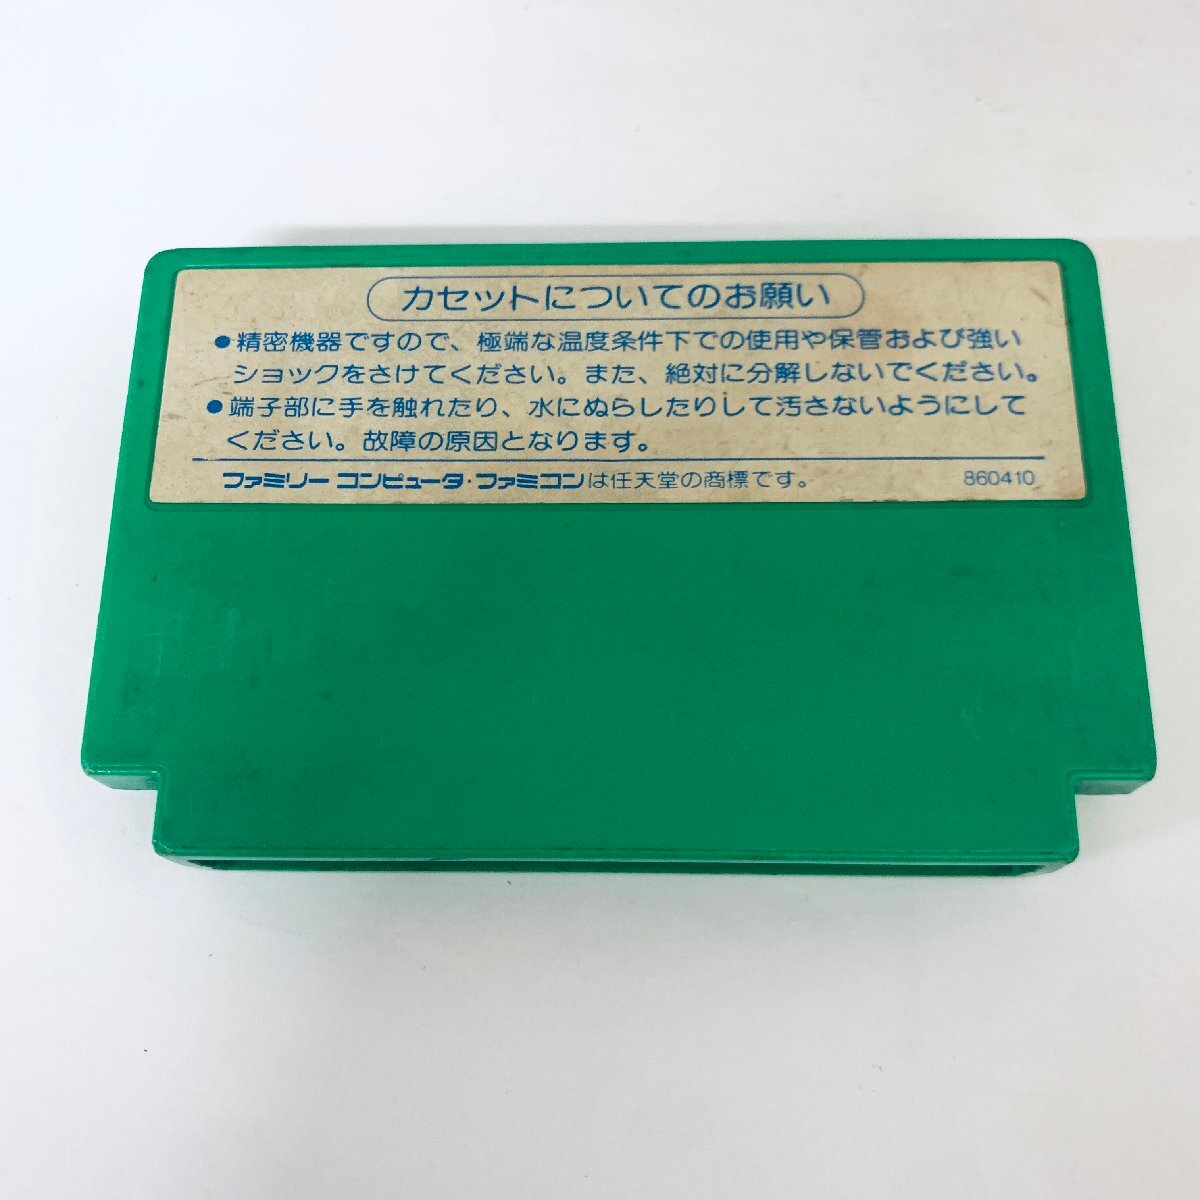 カセットについてのお願い
●精密機器ですので、極端な温度条件下での使用や保管および強い
ショックをさけてください。また、絶対に分解しないでください。
●端子部に手を触れたり、水にぬらしたりして汚さないようにして
ください。故障の原因となります。
ファミリーコンピュータ・ファミコンは任天堂の商標です。 860410